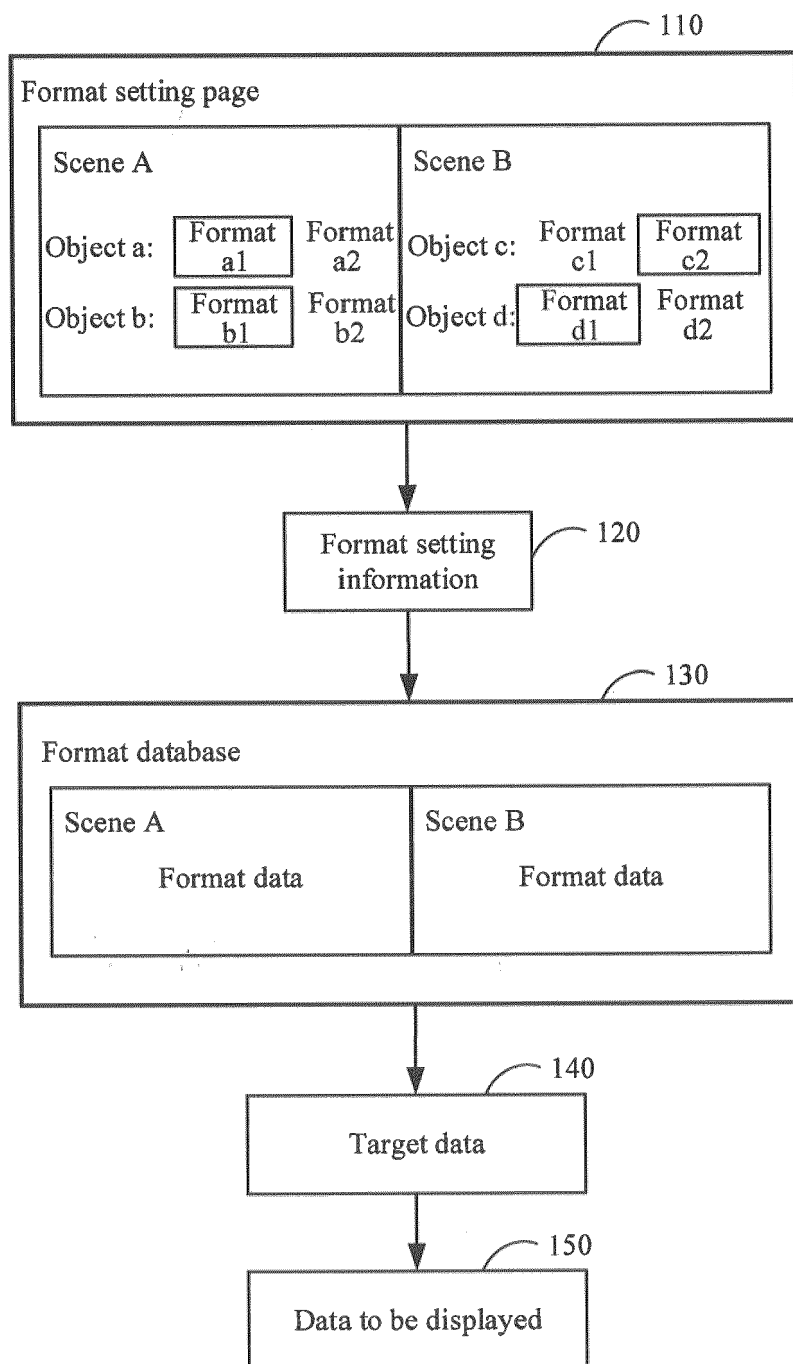 110
Format setting page
Scene A
Scene B
Object a:
Format
a1
Format
a2
Object c:
Format
c1
Format
c2
Object b:
Format
b1
Format
b2
Object d:
Format
d1
Format
d2
120
Format setting
information
130
Format database
Scene A
Scene B
Format data
Format data
140
Target data
150
Data to be displayed